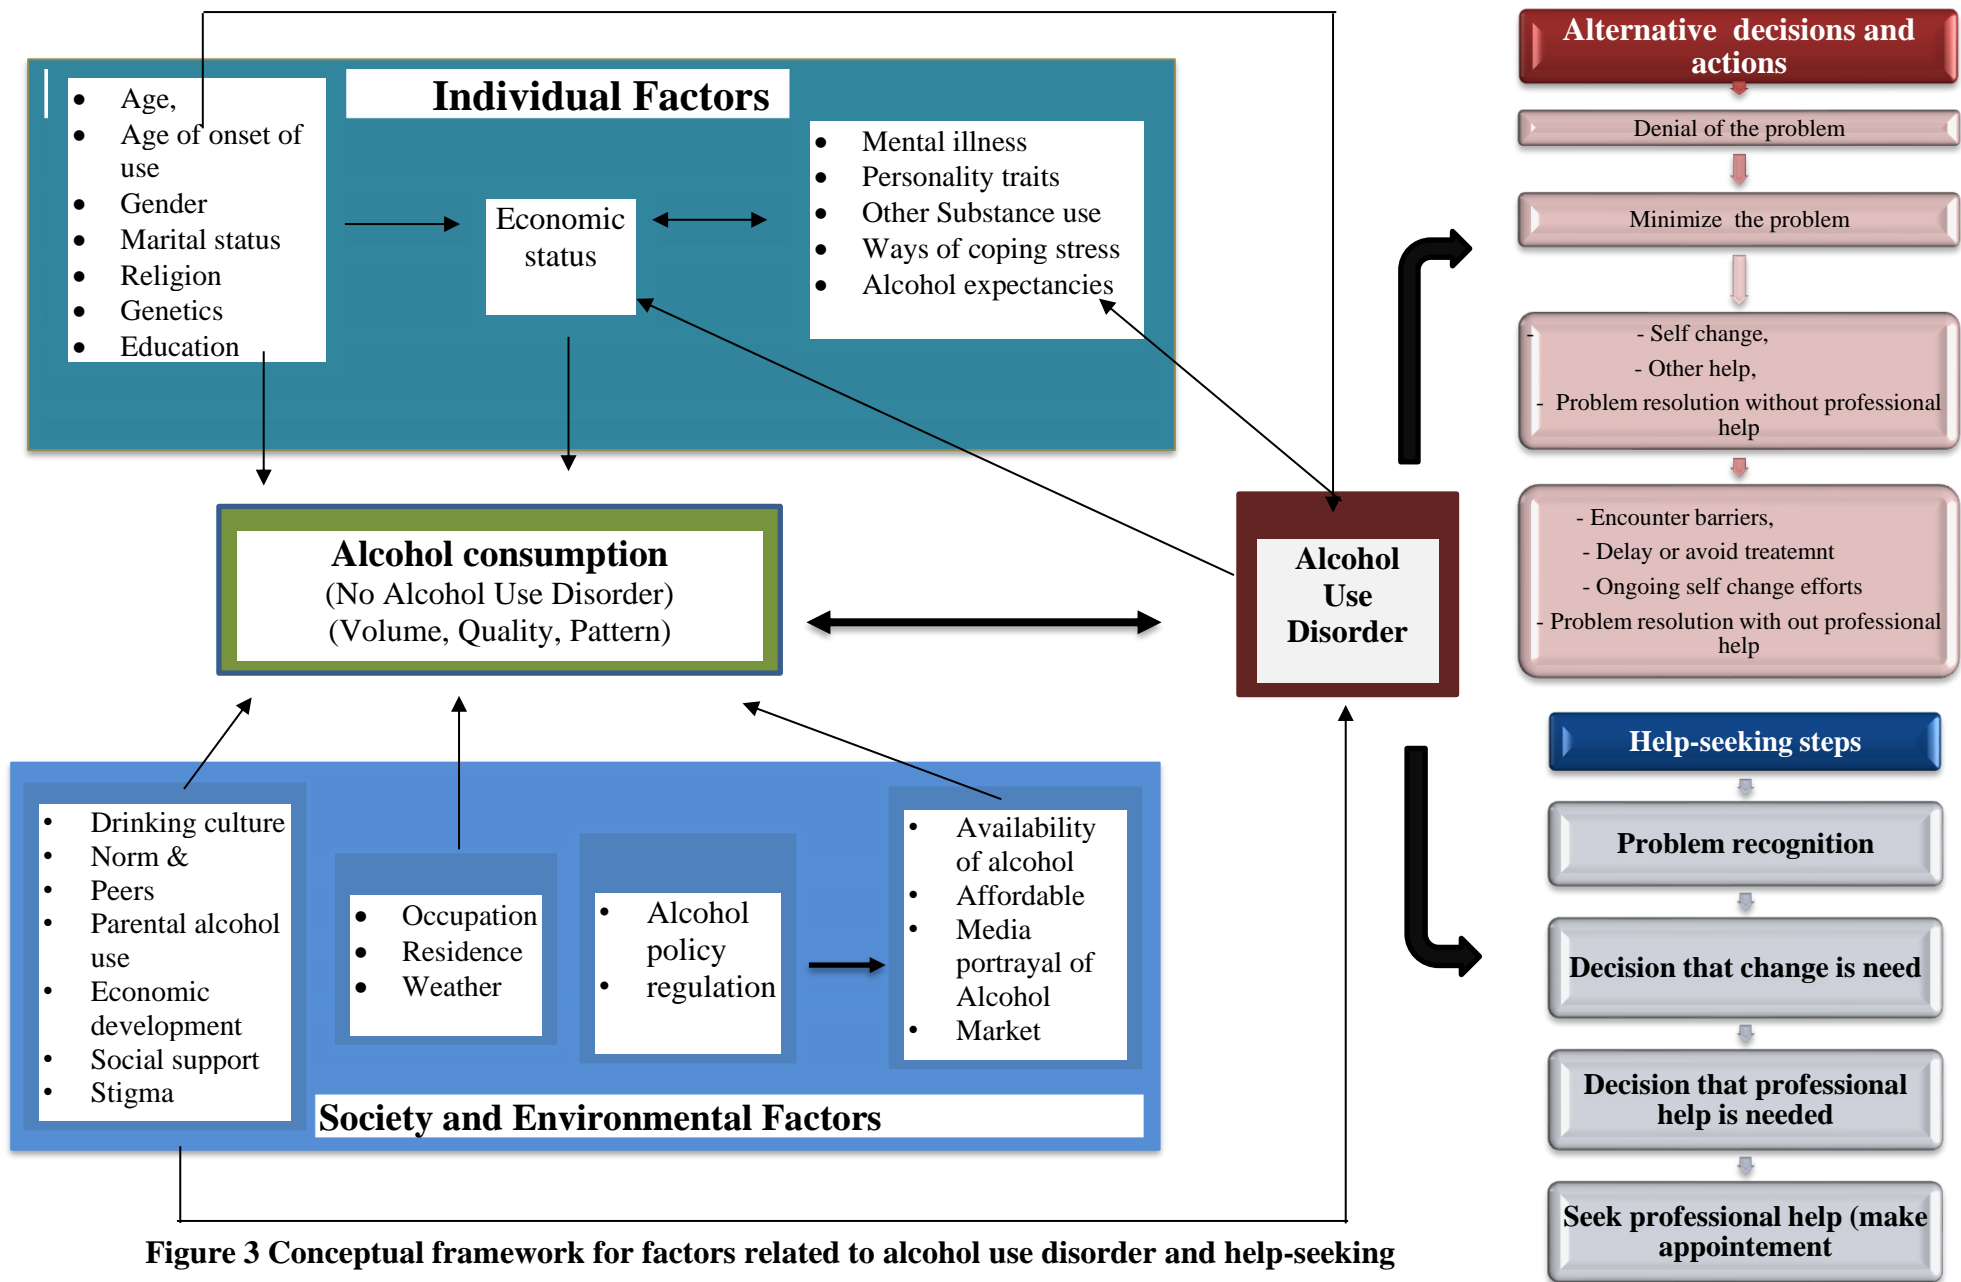 Individual Factors
• Age,
• Age of onset of
use
• Gender
• Marital status
• Religion
• Genetics
• Education
Economic
status
• Mental illness
• Personality traits
• Other Substance use
• Ways of coping stress
• Alcohol expectancies
Alcohol consumption
(No Alcohol Use Disorder)
(Volume, Quality, Pattern)
Alcohol
Use
Disorder
• Drinking culture
• Norm &
• Peers
• Parental alcohol
use
• Economic
development
• Social support
• Stigma
• Occupation
• Residence
• Weather
• Alcohol
policy
• regulation
• Availability
of alcohol
• Affordable
• Media
portrayal of
Alcohol
• Market
Society and Environmental Factors
Alternative decisions and
actions
Denial of the problem
Minimize the problem
- - Self change,
- Other help,
- Problem resolution without professional
help
- Encounter barriers,
- Delay or avoid treatemnt
- Ongoing self change efforts
- Problem resolution with out professional
help
Help-seeking steps
Problem recognition
Decision that change is need
Decision that professional
help is needed
Seek professional help (make
appointement
Figure 3 Conceptual framework for factors related to alcohol use disorder and help-seeking